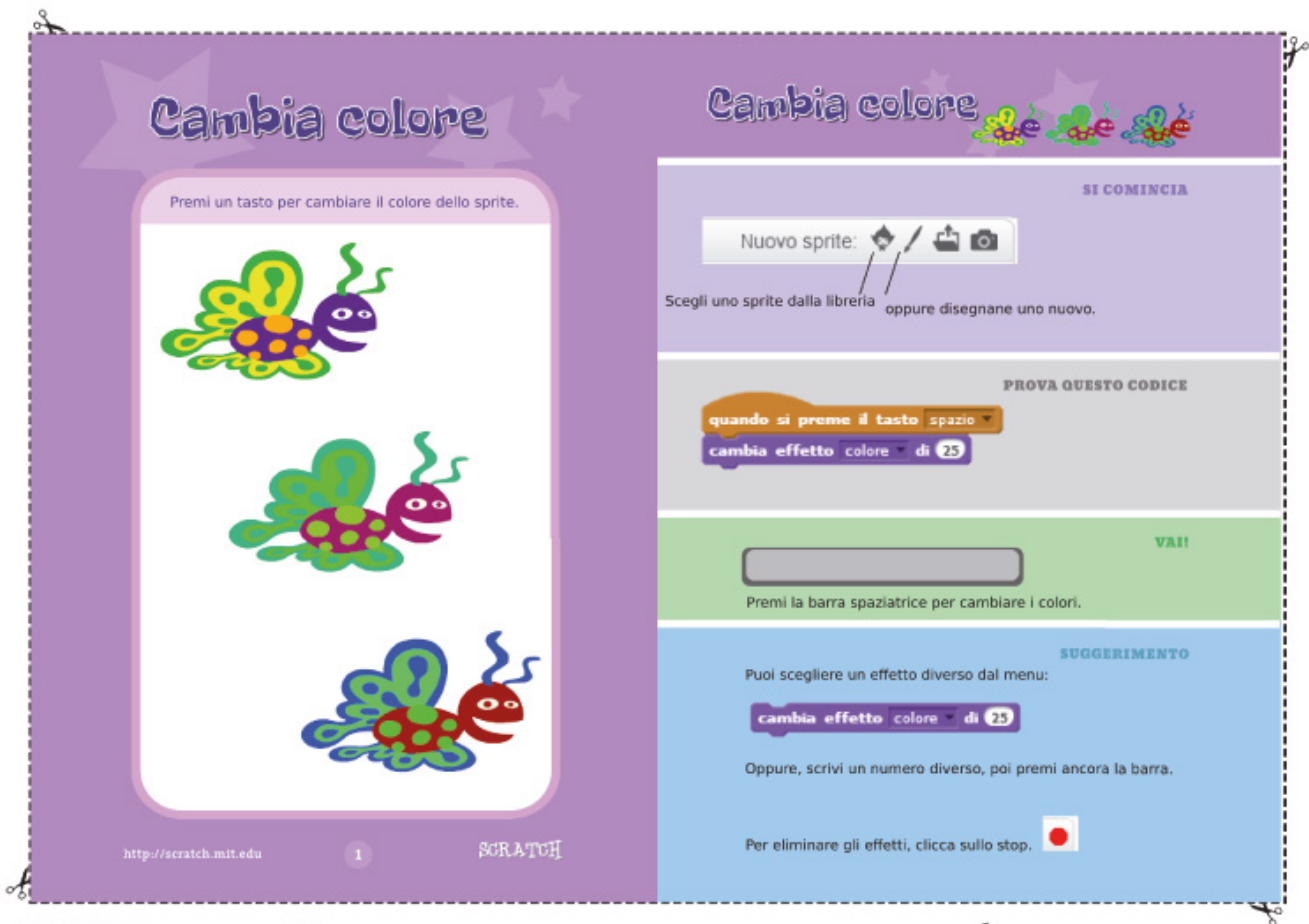 Cambia colore
Premi un tasto per cambiare il colore dello sprite.
http://scratch.mit.edu
1
SCRATCH
Cambia colore
SI COMINCIA
Nuovo sprite:
Scegli uno sprite dalla libreria
oppure disegnane uno nuovo.
PROVA QUESTO CODICE
quando si preme il tasto spazio
cambia effetto colore di 25
VAI!
Premi la barra spaziatrice per cambiare i colori.
SUGGERIMENTO
Puoi scegliere un effetto diverso dal menu:
cambia effetto colore di 25
Oppure, scrivi un numero diverso, poi premi ancora la barra.
Per eliminare gli effetti, clicca sullo stop.